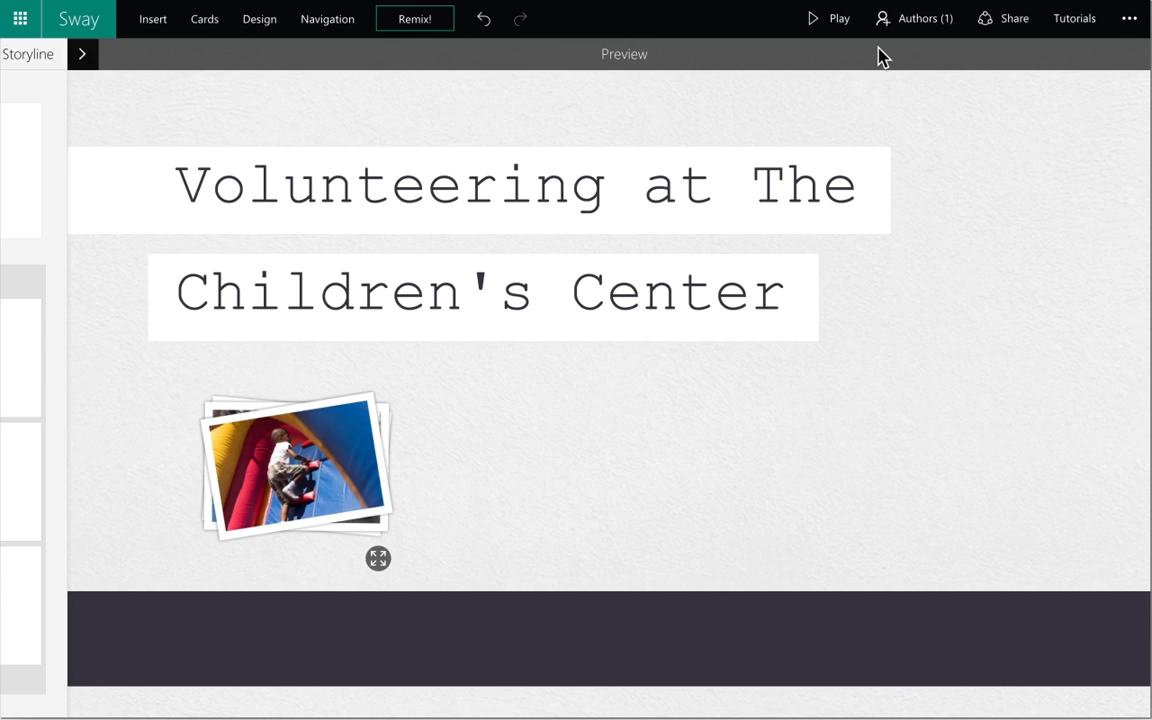 Sway Insert Cards Design Navigation Remix! Play Authors (1) Share Tutorials
Storyline Preview
Volunteering at The
Children's Center